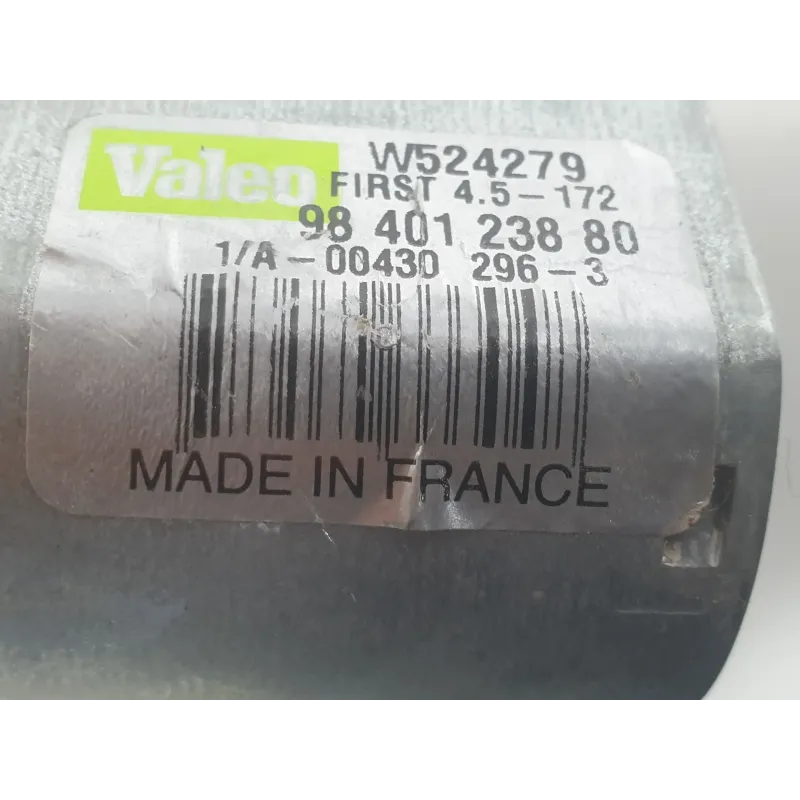 Valeo W524279
FIRST 4.5-172
98 401 238 80
1/A-00430 296-3
MADE IN FRANCE